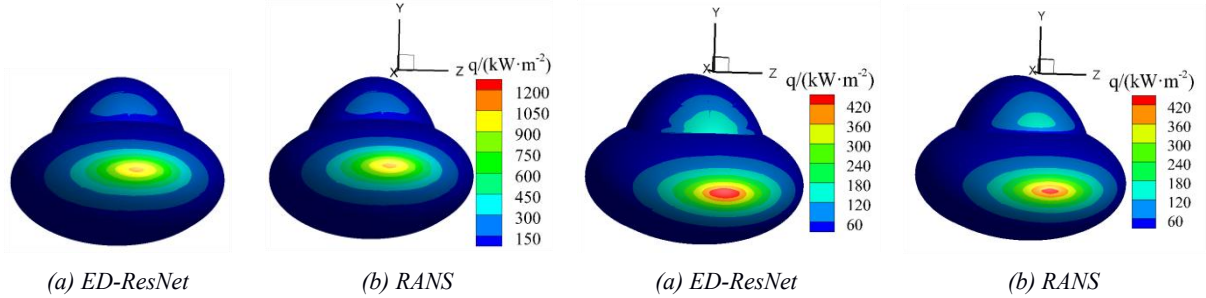 Y
X
Z
q/(kW·m⁻²)
1200
1050
900
750
600
450
300
150
Y
X
Z
q/(kW·m⁻²)
420
360
300
240
180
120
60
Y
X
Z
q/(kW·m⁻²)
420
360
300
240
180
120
60
(a) ED-ResNet
(b) RANS
(a) ED-ResNet
(b) RANS